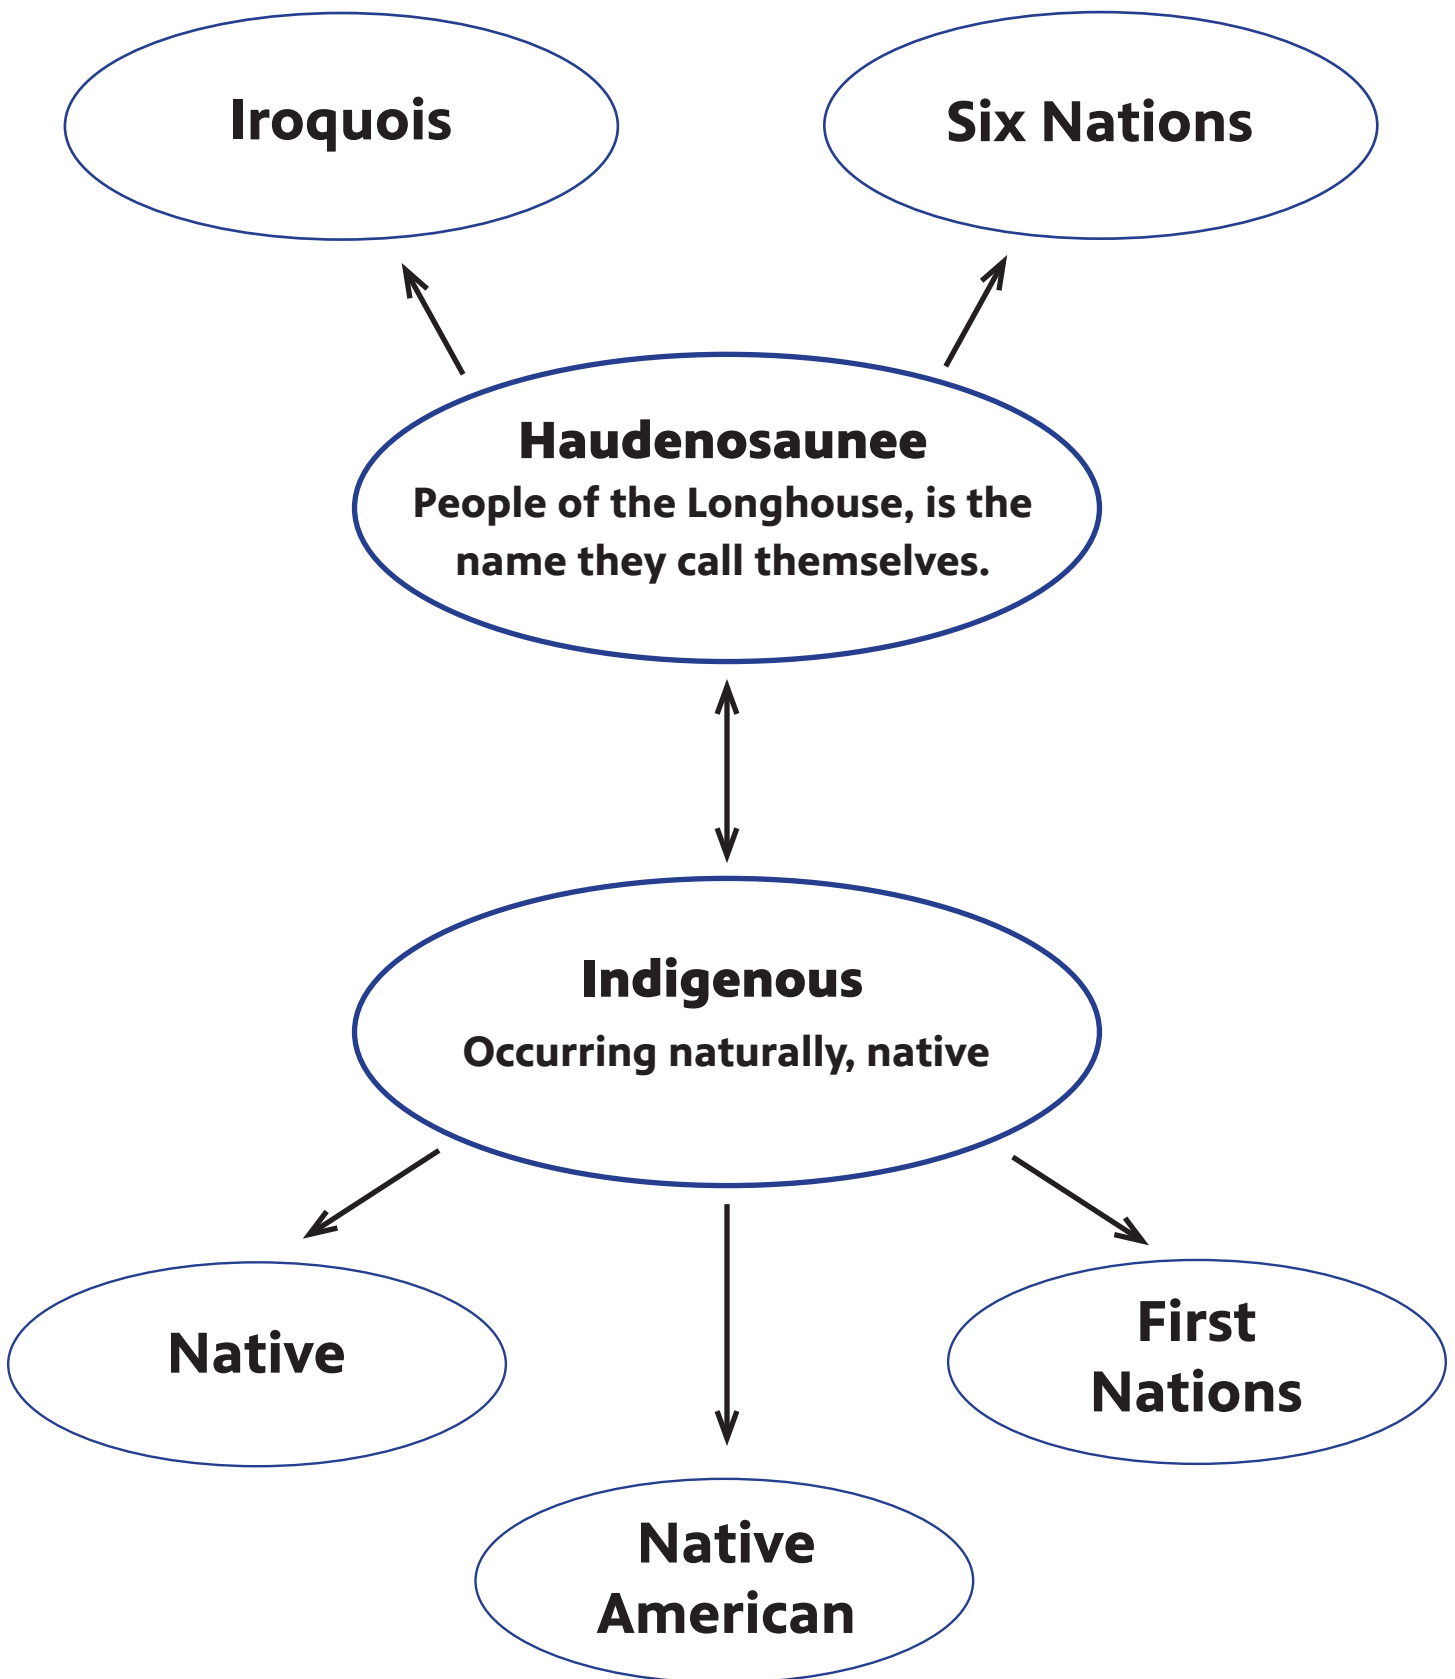 Iroquois
Six Nations
Haudenosaunee
People of the Longhouse, is the
name they call themselves.
Indigenous
Occurring naturally, native
Native
First
Nations
Native
American